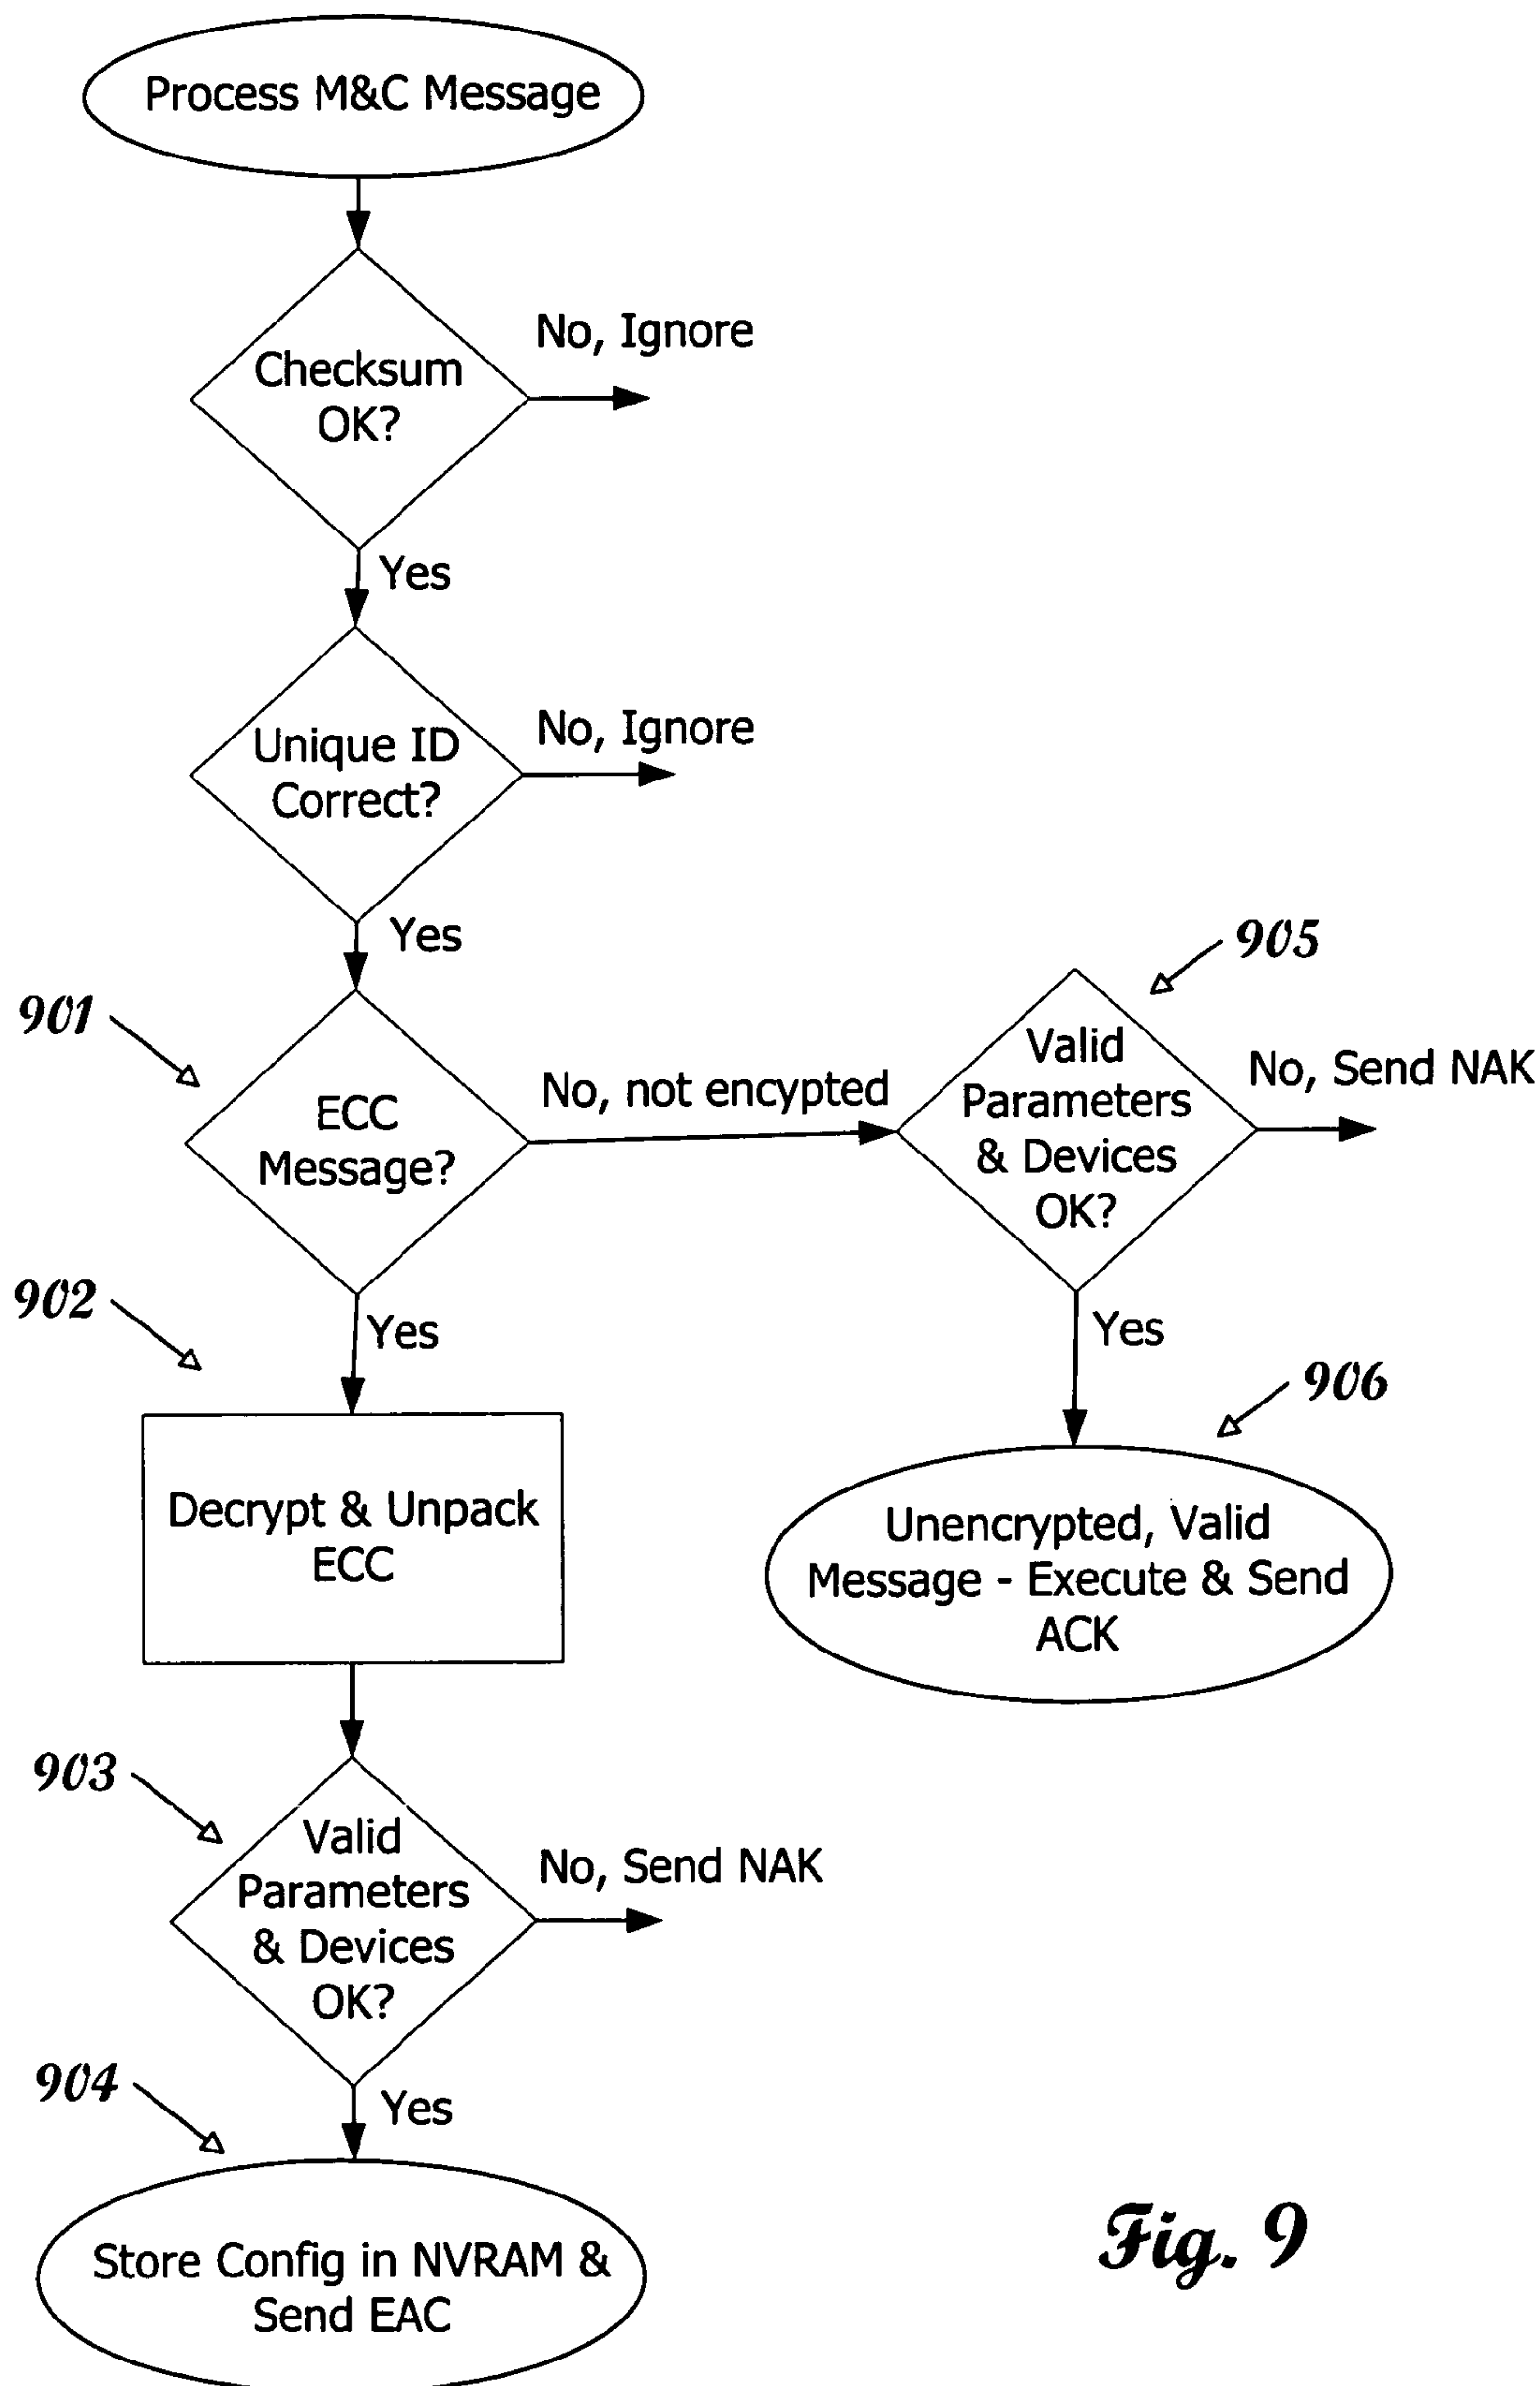 Process M&C Message
No, Ignore
Checksum
OK?
Yes
No, Ignore
Unique ID
Correct?
Yes
905
901
Valid
Parameters
& Devices
OK?
No, Send NAK
No, not encypted
ECC
Message?
902
Yes
Yes
906
Decrypt & Unpack
ECC
Unencrypted, Valid
Message - Execute & Send
ACK
903
Valid
Parameters
& Devices
OK?
No, Send NAK
904
Yes
Store Config in NVRAM &
Send EAC
Fig. 9